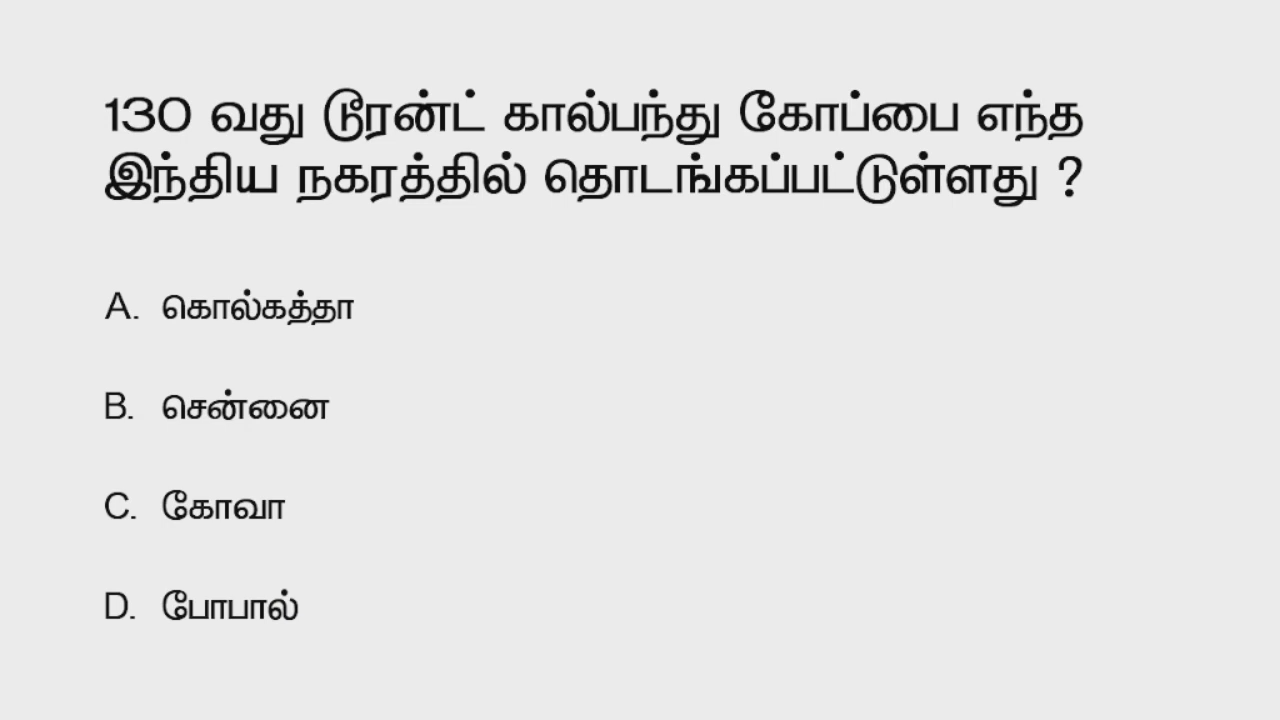 130 வது டூரன்ட் கால்பந்து கோப்பை எந்த
இந்திய நகரத்தில் தொடங்கப்பட்டுள்ளது ?
A. கொல்கத்தா
B. சென்னை
C. கோவா
D. போபால்